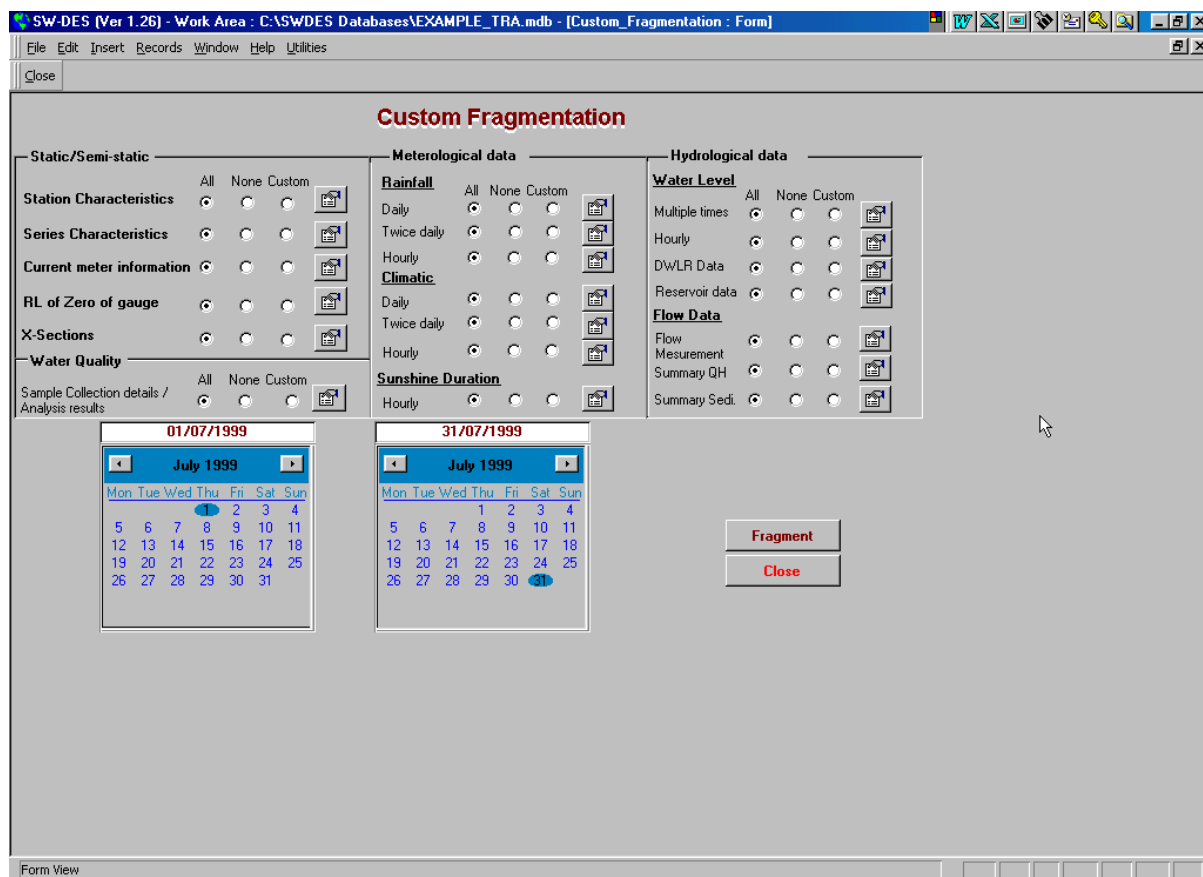 SW-DES (Ver 1.26) - Work Area : C:\SWDES Databases\EXAMPLE_TRA.mdb - [Custom_Fragmentation : Form]
File Edit Insert Records Window Help Utilities
Close
Custom Fragmentation
Static/Semi-static
All None Custom
Station Characteristics
Series Characteristics
Current meter information
RL of Zero of gauge
X-Sections
Water Quality
All None Custom
Sample Collection details /
Analysis results
Meterological data
Rainfall
All None Custom
Daily
Twice daily
Hourly
Climatic
Daily
Twice daily
Hourly
Sunshine Duration
Hourly
Hydrological data
Water Level
All None Custom
Multiple times
Hourly
DWLR Data
Reservoir data
Flow Data
Flow
Mesurement
Summary QH
Summary Sedi.
01/07/1999
July 1999
Mon Tue Wed Thu Fri Sat Sun
1 2 3 4
5 6 7 8 9 10 11
12 13 14 15 16 17 18
19 20 21 22 23 24 25
26 27 28 29 30 31
31/07/1999
July 1999
Mon Tue Wed Thu Fri Sat Sun
1 2 3 4
5 6 7 8 9 10 11
12 13 14 15 16 17 18
19 20 21 22 23 24 25
26 27 28 29 30 31
Fragment
Close
Form View